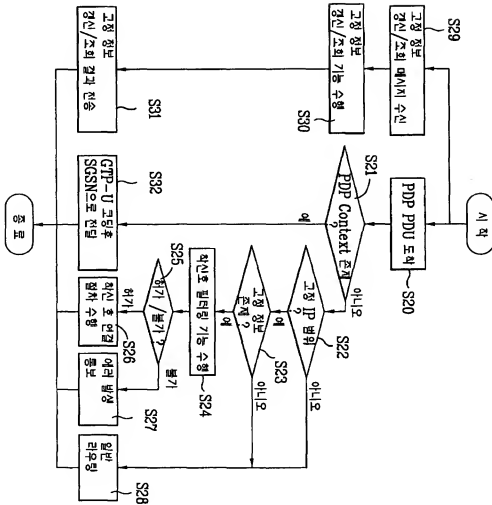 시 작
S20
PDP PDU 도착
S21
PDP Context 존재
?
예
아니오
S22
고정 IP 범위
?
예
아니오
S23
고정 정보
존재 ?
예
아니오
S24
착신호 필터링 기능 수행
S25
허가 / 불가 ?
허가
불가
S26
착신 호 연결
절차 수행
S27
에러 발생
통보
S28
일반
라우팅
S29
고정 정보
갱신/조회 메시지 수신
S30
고정 정보
갱신/조회 기능 수행
S31
고정 정보
갱신/조회 결과 전송
S32
GTP-U 코딩후
SGSN으로 전달
종 료